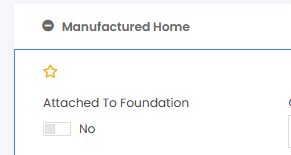 Manufactured Home
Attached To Foundation
No